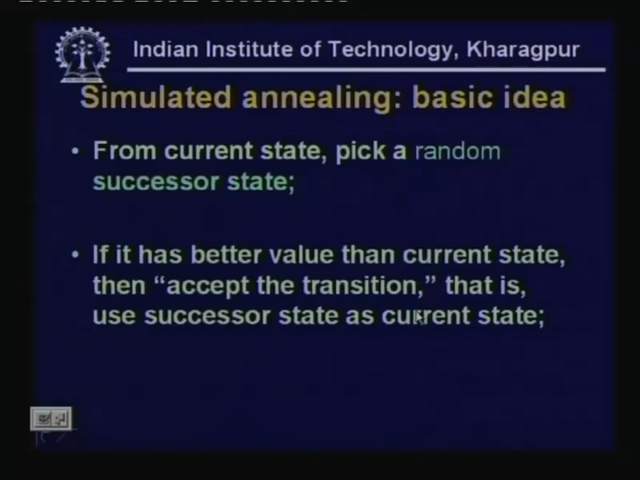 Indian Institute of Technology, Kharagpur
Simulated annealing: basic idea
• From current state, pick a random
successor state;
• If it has better value than current state,
then “accept the transition,” that is,
use successor state as current state;